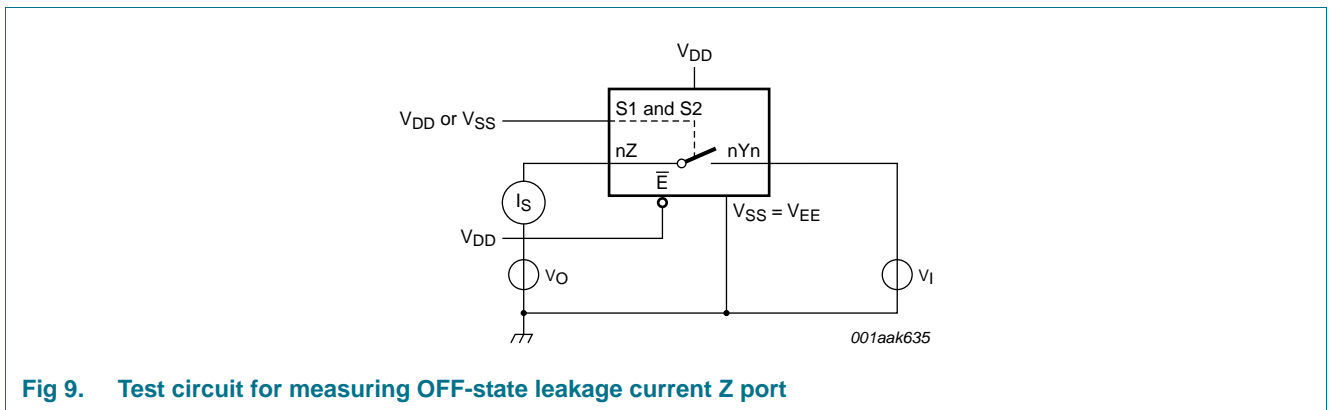 VDD
S1 and S2
VDD or VSS
nZ
nYn
E
IS
VSS = VEE
VDD
VO
VI
001aak635
Fig 9. Test circuit for measuring OFF-state leakage current Z port